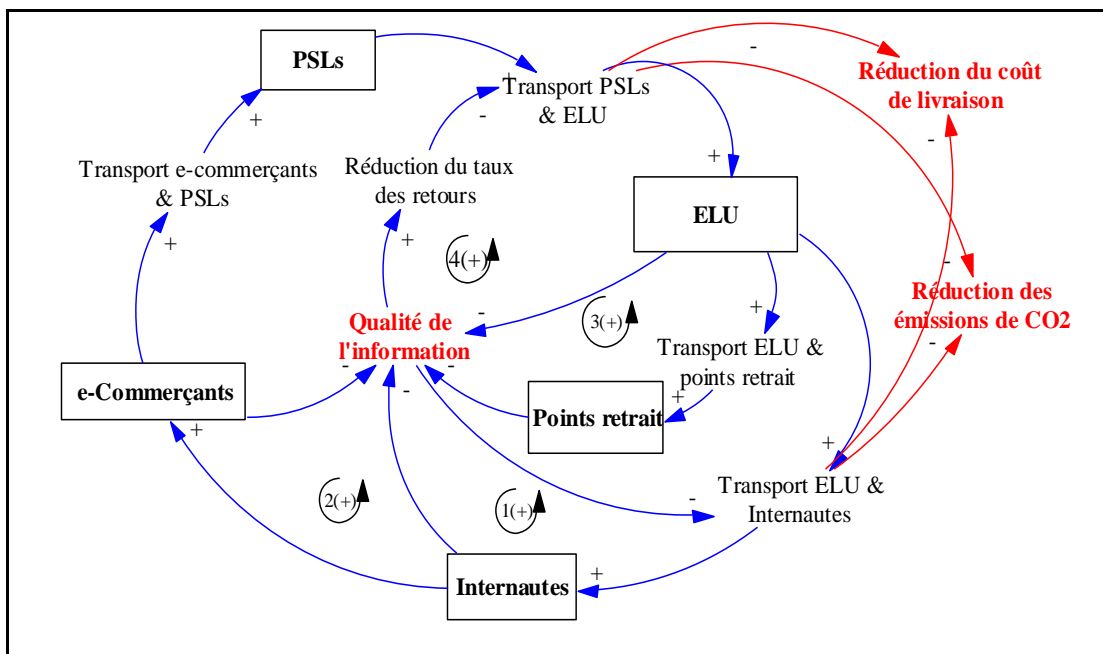 PSLs
-
Réduction du coût
de livraison
+
Transport PSLs
& ELU
-
+
-
Transport e-commerçants
& PSLs
Réduction du taux
des retours
+
ELU
+
+
4(+)
-
Réduction des
émissions de CO2
-
3(+)
+
-
Qualité de
l'information
-
Transport ELU &
points retrait
-
-
e-Commerçants
-
+
Points retrait
+
+
Transport ELU &
Internautes
-
2(+)
1(+)
Internautes
+